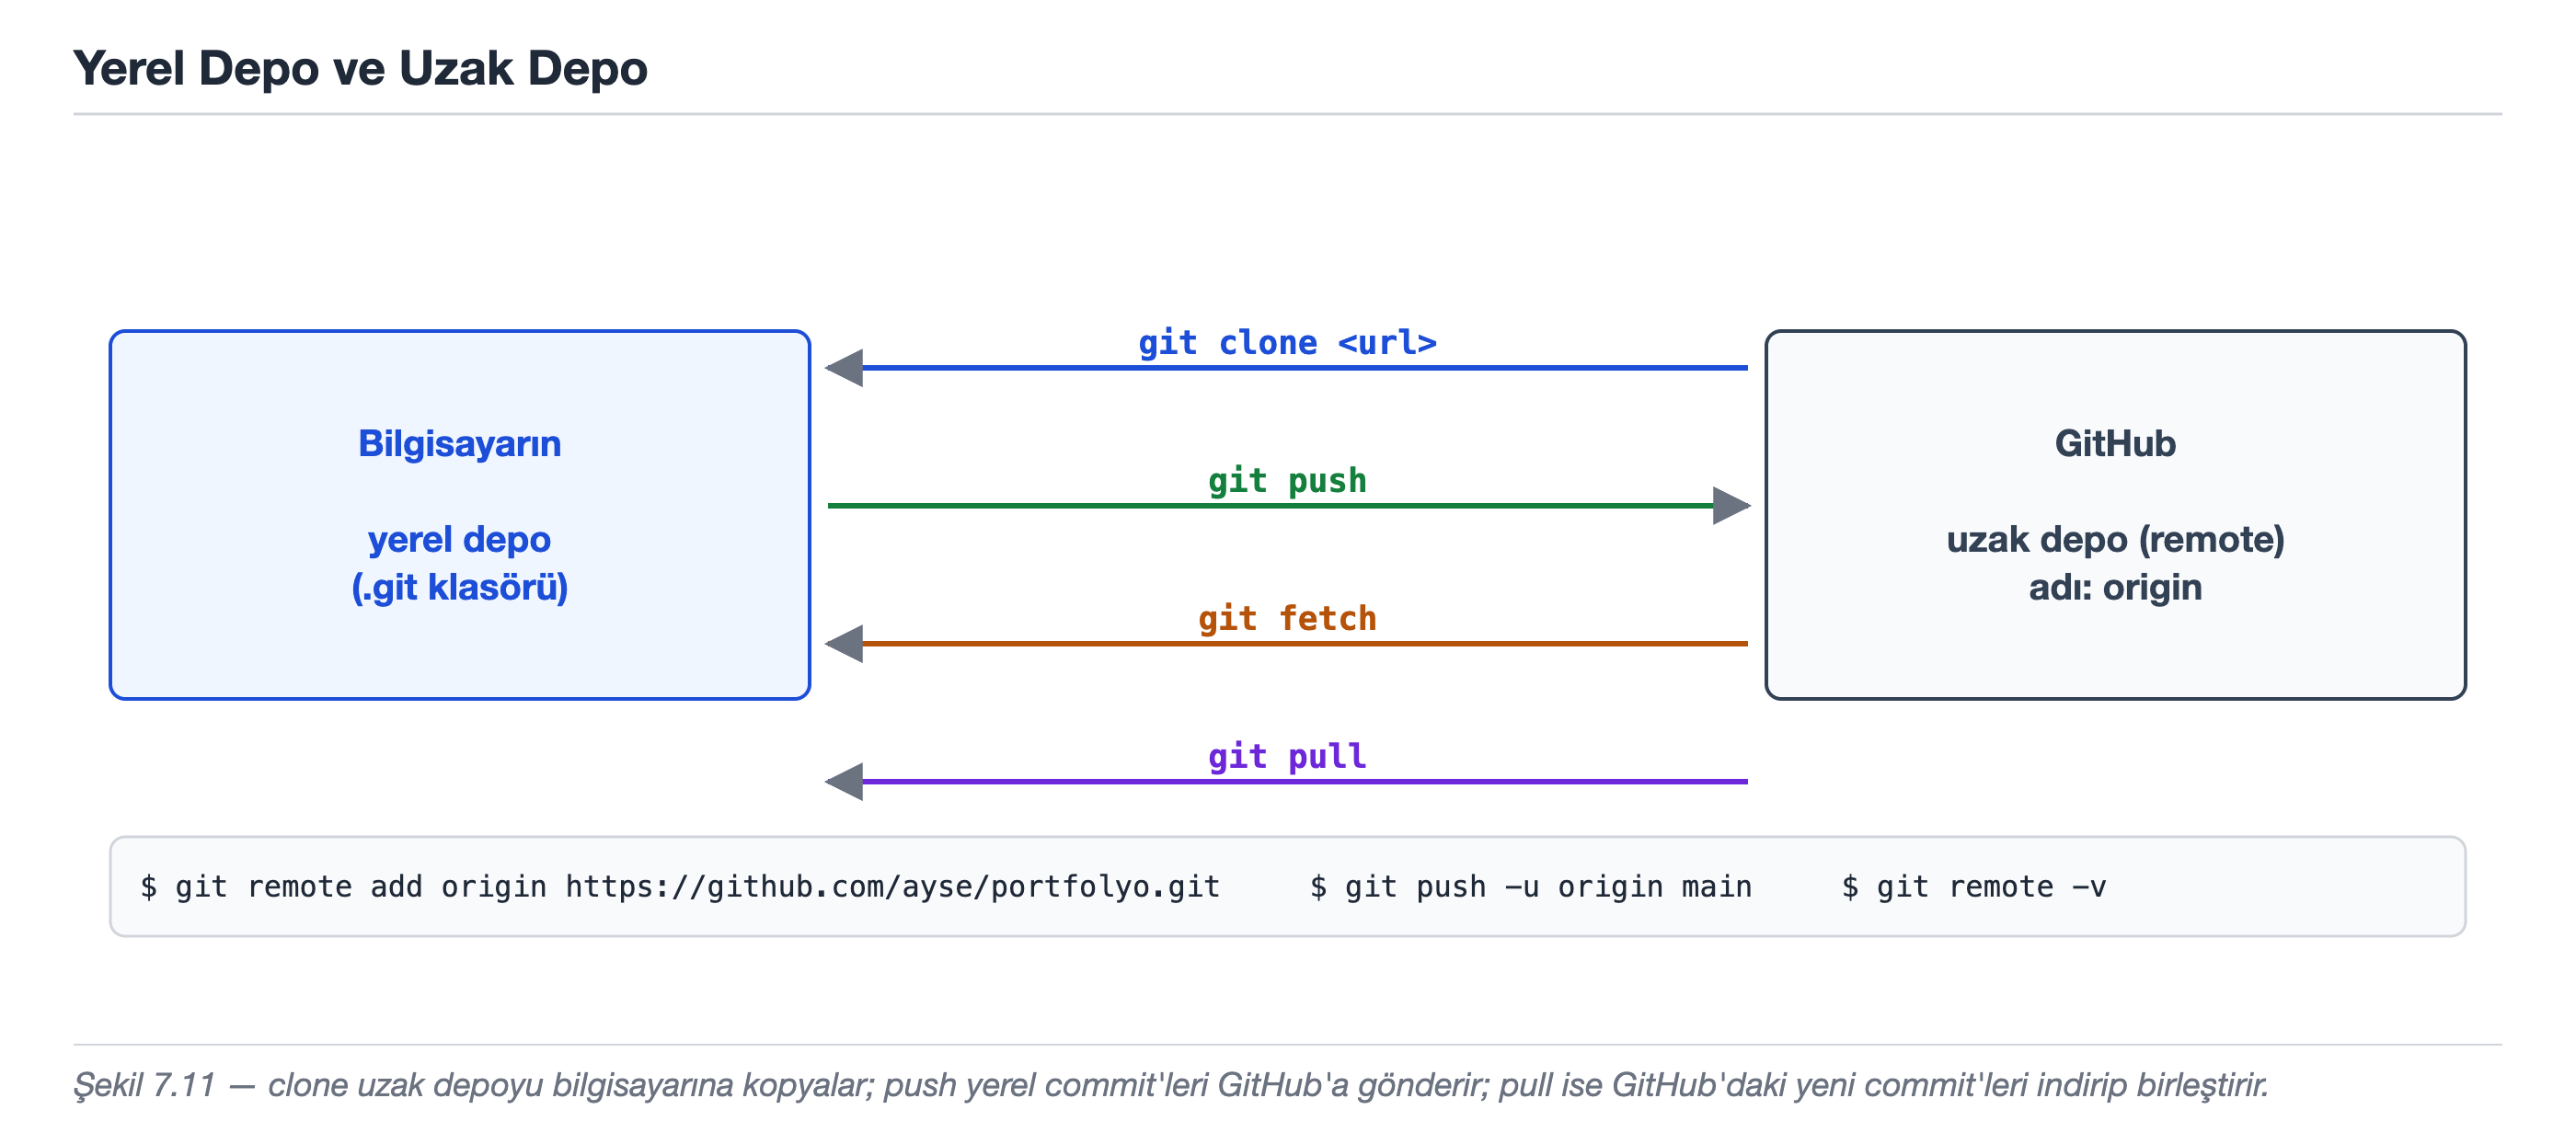 Yerel Depo ve Uzak Depo
git clone <url>
Bilgisayarın
GitHub
git push
yerel depo
(.git klasörü)
uzak depo (remote)
adı: origin
git fetch
git pull
$ git remote add origin https://github.com/ayse/portfolyo.git $ git push -u origin main $ git remote -v
Şekil 7.11 — clone uzak depoyu bilgisayarına kopyalar; push yerel commit'leri GitHub'a gönderir; pull ise GitHub'daki yeni commit'leri indirip birleştirir.